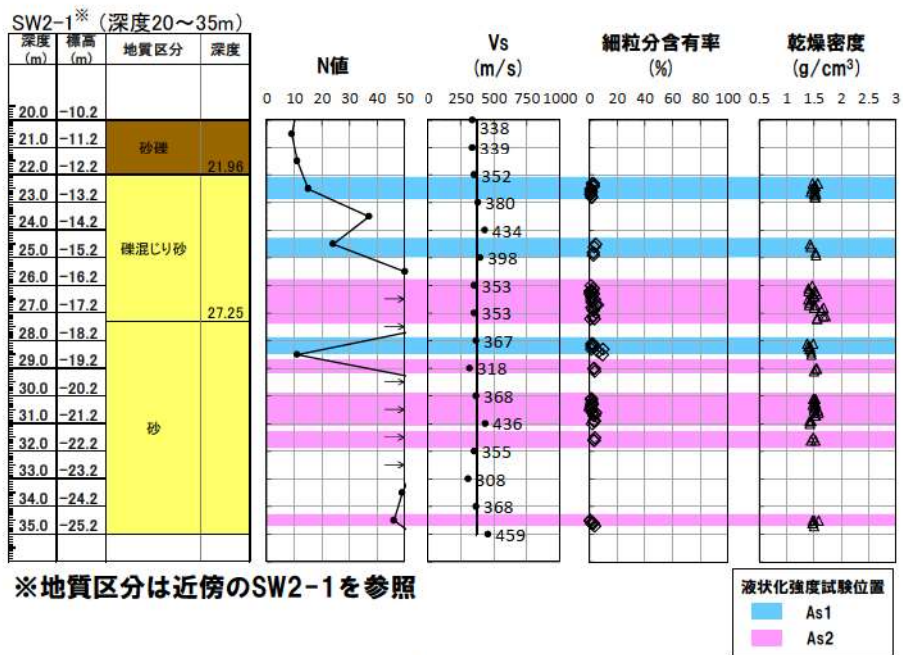 SW2-1※ (深度20～35m)
深度(m) 標高(m) 地質区分 深度
N値
Vs (m/s)
細粒分含有率 (%)
乾燥密度 (g/cm³)
0 10 20 30 40 50
0 500 1000
0 20 40 60 80 100
0.5 1 1.5 2 2.5 3
20.0 -10.2
338
21.0 -11.2
砂礫
339
22.0 -12.2
21.96
352
23.0 -13.2
380
24.0 -14.2
434
25.0 -15.2
礫混じり砂
398
26.0 -16.2
353
27.0 -17.2
27.25
353
28.0 -18.2
367
29.0 -19.2
318
30.0 -20.2
368
31.0 -21.2
砂
436
32.0 -22.2
355
33.0 -23.2
308
34.0 -24.2
368
35.0 -25.2
459
※地質区分は近傍のSW2-1を参照
液状化強度試験位置
As1
As2